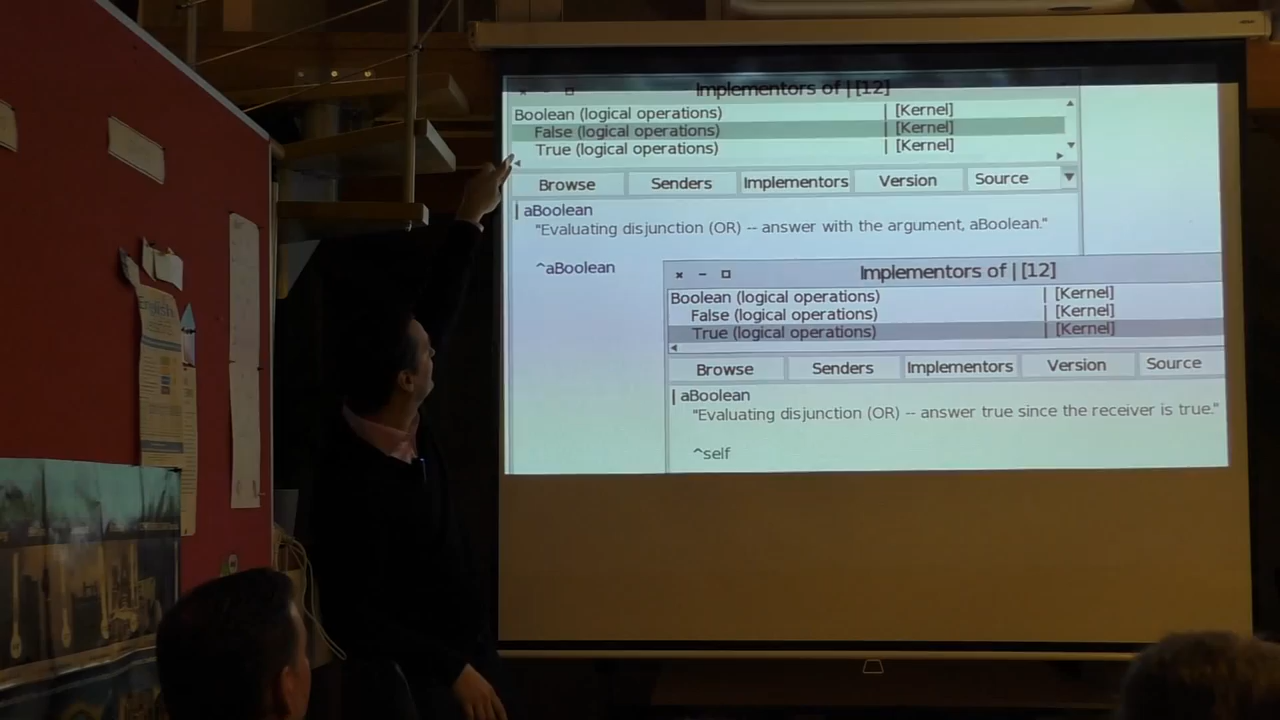 Implementors of | [12]
Boolean (logical operations) | [Kernel]
False (logical operations) | [Kernel]
True (logical operations) | [Kernel]
Browse Senders Implementors Version Source
| aBoolean
"Evaluating disjunction (OR) -- answer with the argument, aBoolean."
^aBoolean
Implementors of | [12]
Boolean (logical operations) | [Kernel]
False (logical operations) | [Kernel]
True (logical operations) | [Kernel]
Browse Senders Implementors Version Source
| aBoolean
"Evaluating disjunction (OR) -- answer true since the receiver is true."
^self
English